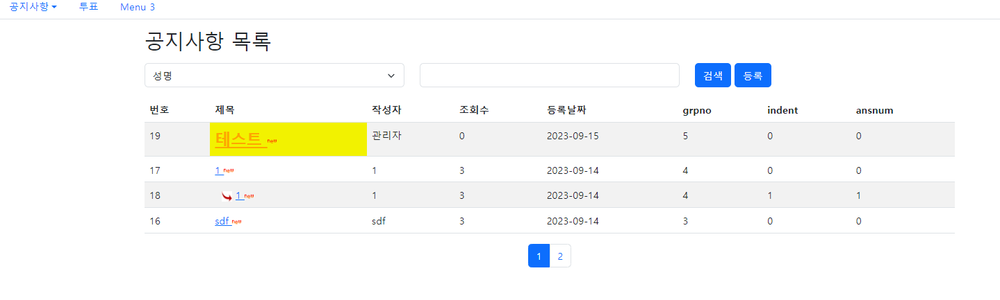 공지사항 투표 Menu 3
공지사항 목록
성명 검색 등록
번호 제목 작성자 조회수 등록날짜 grpno indent ansnum
19 테스트 new 관리자 0 2023-09-15 5 0 0
17 1 new 1 3 2023-09-14 4 0 0
18 1 new 1 3 2023-09-14 4 1 1
16 sdf new sdf 3 2023-09-14 3 0 0
1 2